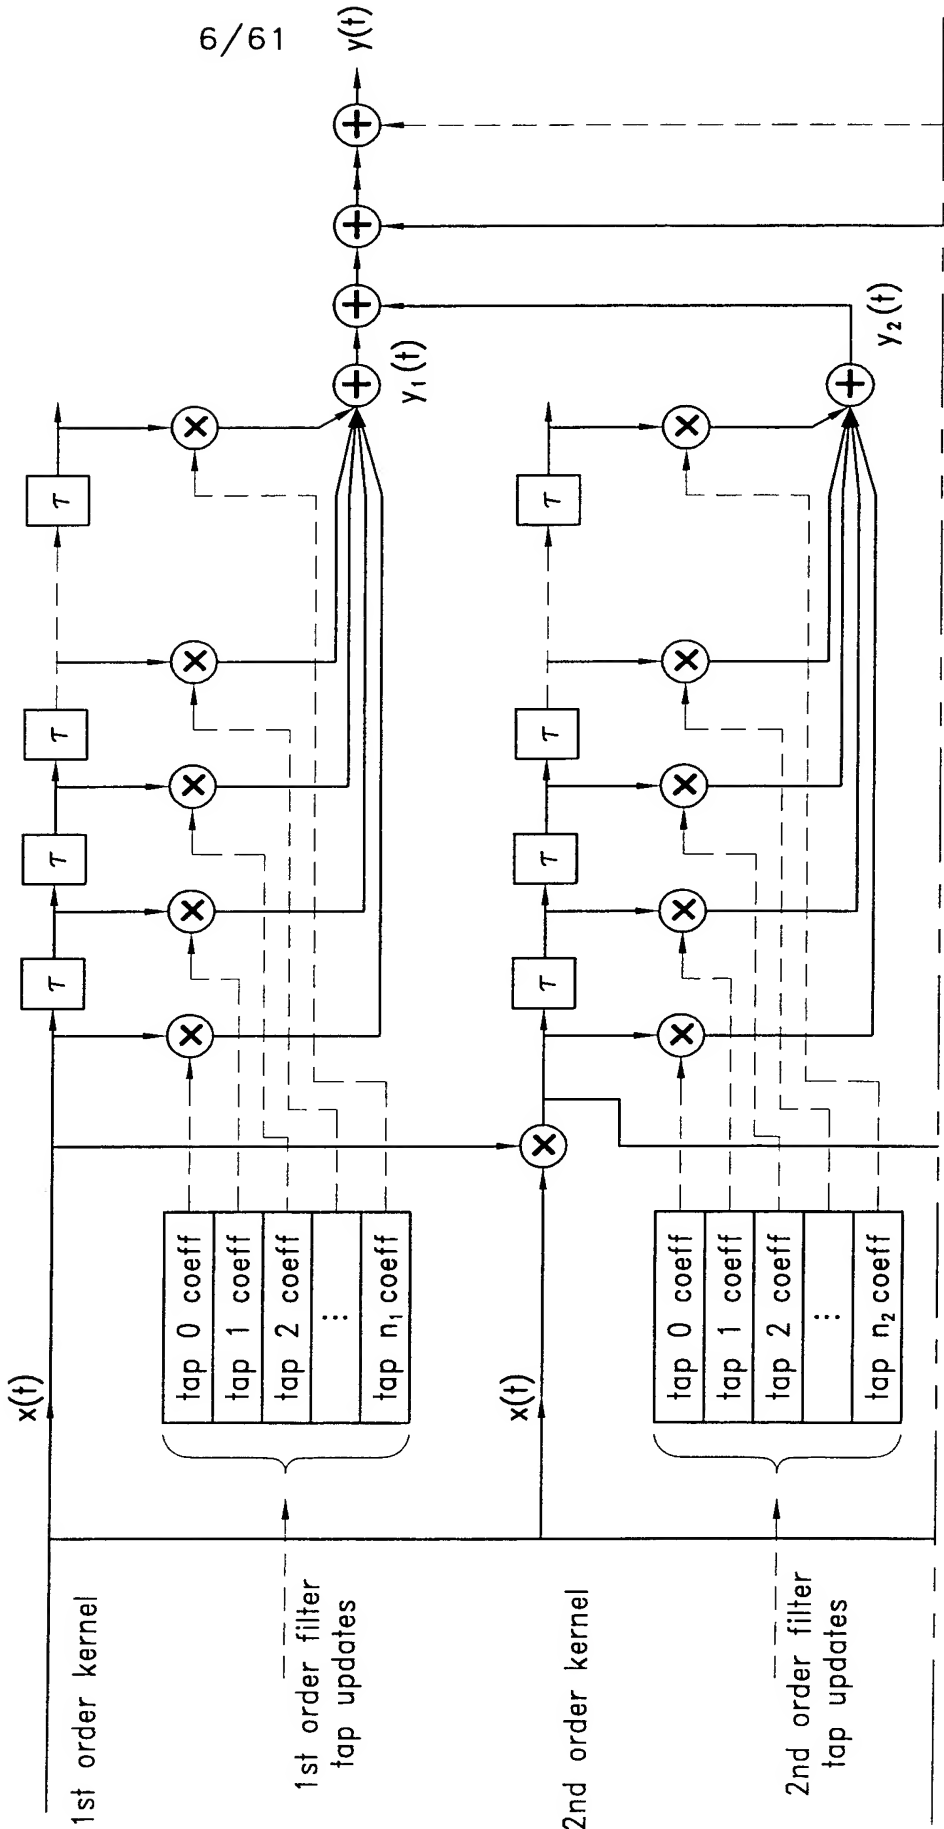 6/61
1st order kernel
x(t)
τ
τ
τ
τ
1st order filter
tap updates
tap 0 coeff
tap 1 coeff
tap 2 coeff
⋮
tap n₁ coeff
×
×
×
×
×
+
y₁(t)
+
+
+
y(t)
2nd order kernel
x(t)
×
τ
τ
τ
τ
2nd order filter
tap updates
tap 0 coeff
tap 1 coeff
tap 2 coeff
⋮
tap n₂ coeff
×
×
×
×
×
+
y₂(t)